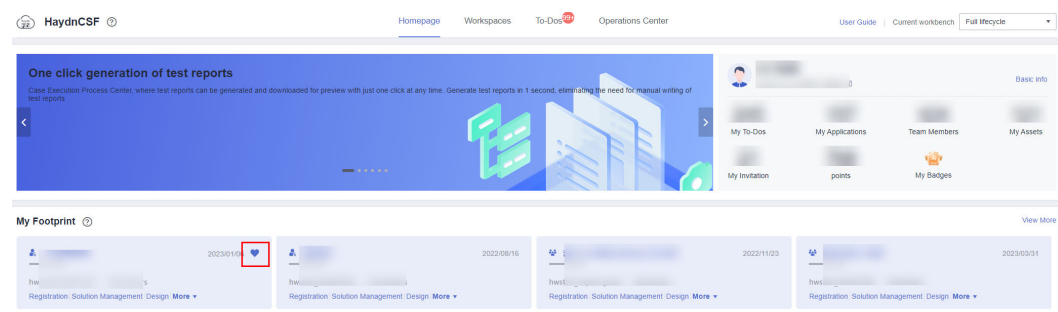 HaydnCSF
Homepage Workspaces To-Dos 99+ Operations Center
User Guide | Current workbench Full lifecycle
One click generation of test reports
Case Execution Process Center, where test reports can be generated and downloaded for preview with just one click at any time. Generate test reports in 1 second, eliminating the need for manual writing of
test reports
Basic Info
My To-Dos My Applications Team Members My Assets
My Invitation points My Badges
My Footprint
View More
2022/08/16 2022/11/23 2023/03/31
Registration Solution Management Design More Registration Solution Management Design More Registration Solution Management Design More Registration Solution Management Design More